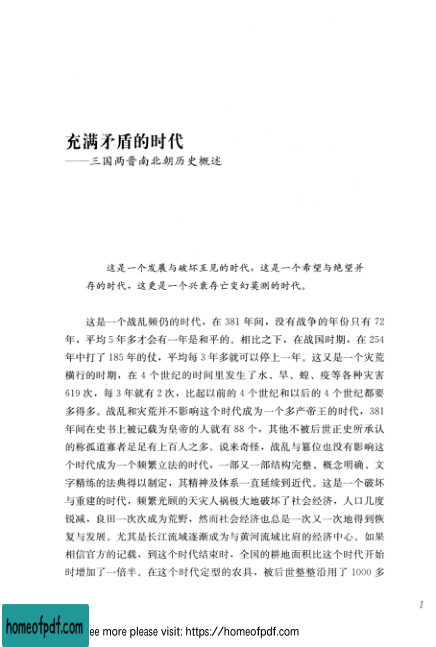 充满矛盾的时代
——三国两晋南北朝历史概述
这是一个发展与破坏互见的时代，这是一个希望与绝望并
存的时代，这更是一个兴衰存亡变幻莫测的时代。
这是一个战乱频仍的时代，在 381 年间，没有战争的年份只有 72
年，平均 5 年多才会有一年是和平的。相比之下，在战国时期，在 254
年中打了 185 年的仗，平均每 3 年多就可以停上一年。这又是一个灾荒
横行的时期，在 4 个世纪的时间里发生了水、旱、蝗、疫等各种灾害
619 次，每 3 年就有 2 次，比起以前的 4 个世纪和以后的 4 个世纪都要
多得多。战乱和灾荒并不影响这个时代成为一个多产帝王的时代，381
年间在史书上被记载为皇帝的人就有 88 个，其他不被后世正史所承认
的称孤道寡者足足有上百人之多。说来奇怪，战乱与篡位也没有影响这
个时代成为一个频繁立法的时代，一部又一部结构完整、概念明确、文
字精练的法典得以制定，其精神及体系一直延续到近代。这是一个破坏
与重建的时代，频繁光顾的天灾人祸极大地破坏了社会经济，人口几度
锐减，良田一次次成为荒野，然而社会经济也总是一次又一次地得到恢
复与发展。尤其是长江流域逐渐成为与黄河流域比肩的经济中心。如果
相信官方的记载，到这个时代结束时，全国的耕地面积比这个时代开始
时增加了一倍半。在这个时代定型的农具，被后世整整沿用了 1000 多
1
homeofpdf.com
ee more please visit: https://homeofpdf.com